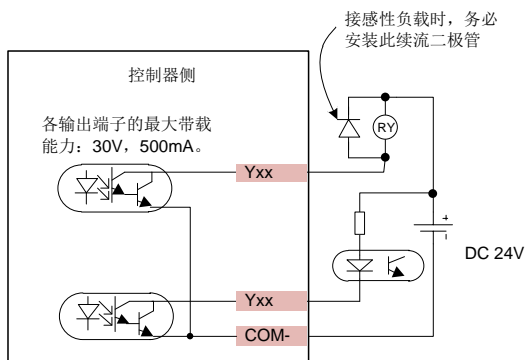 接感性负载时，务必
安装此续流二极管
控制器侧
各输出端子的最大带载
能力：30V，500mA。
RY
Yxx
+
-
DC 24V
Yxx
COM-